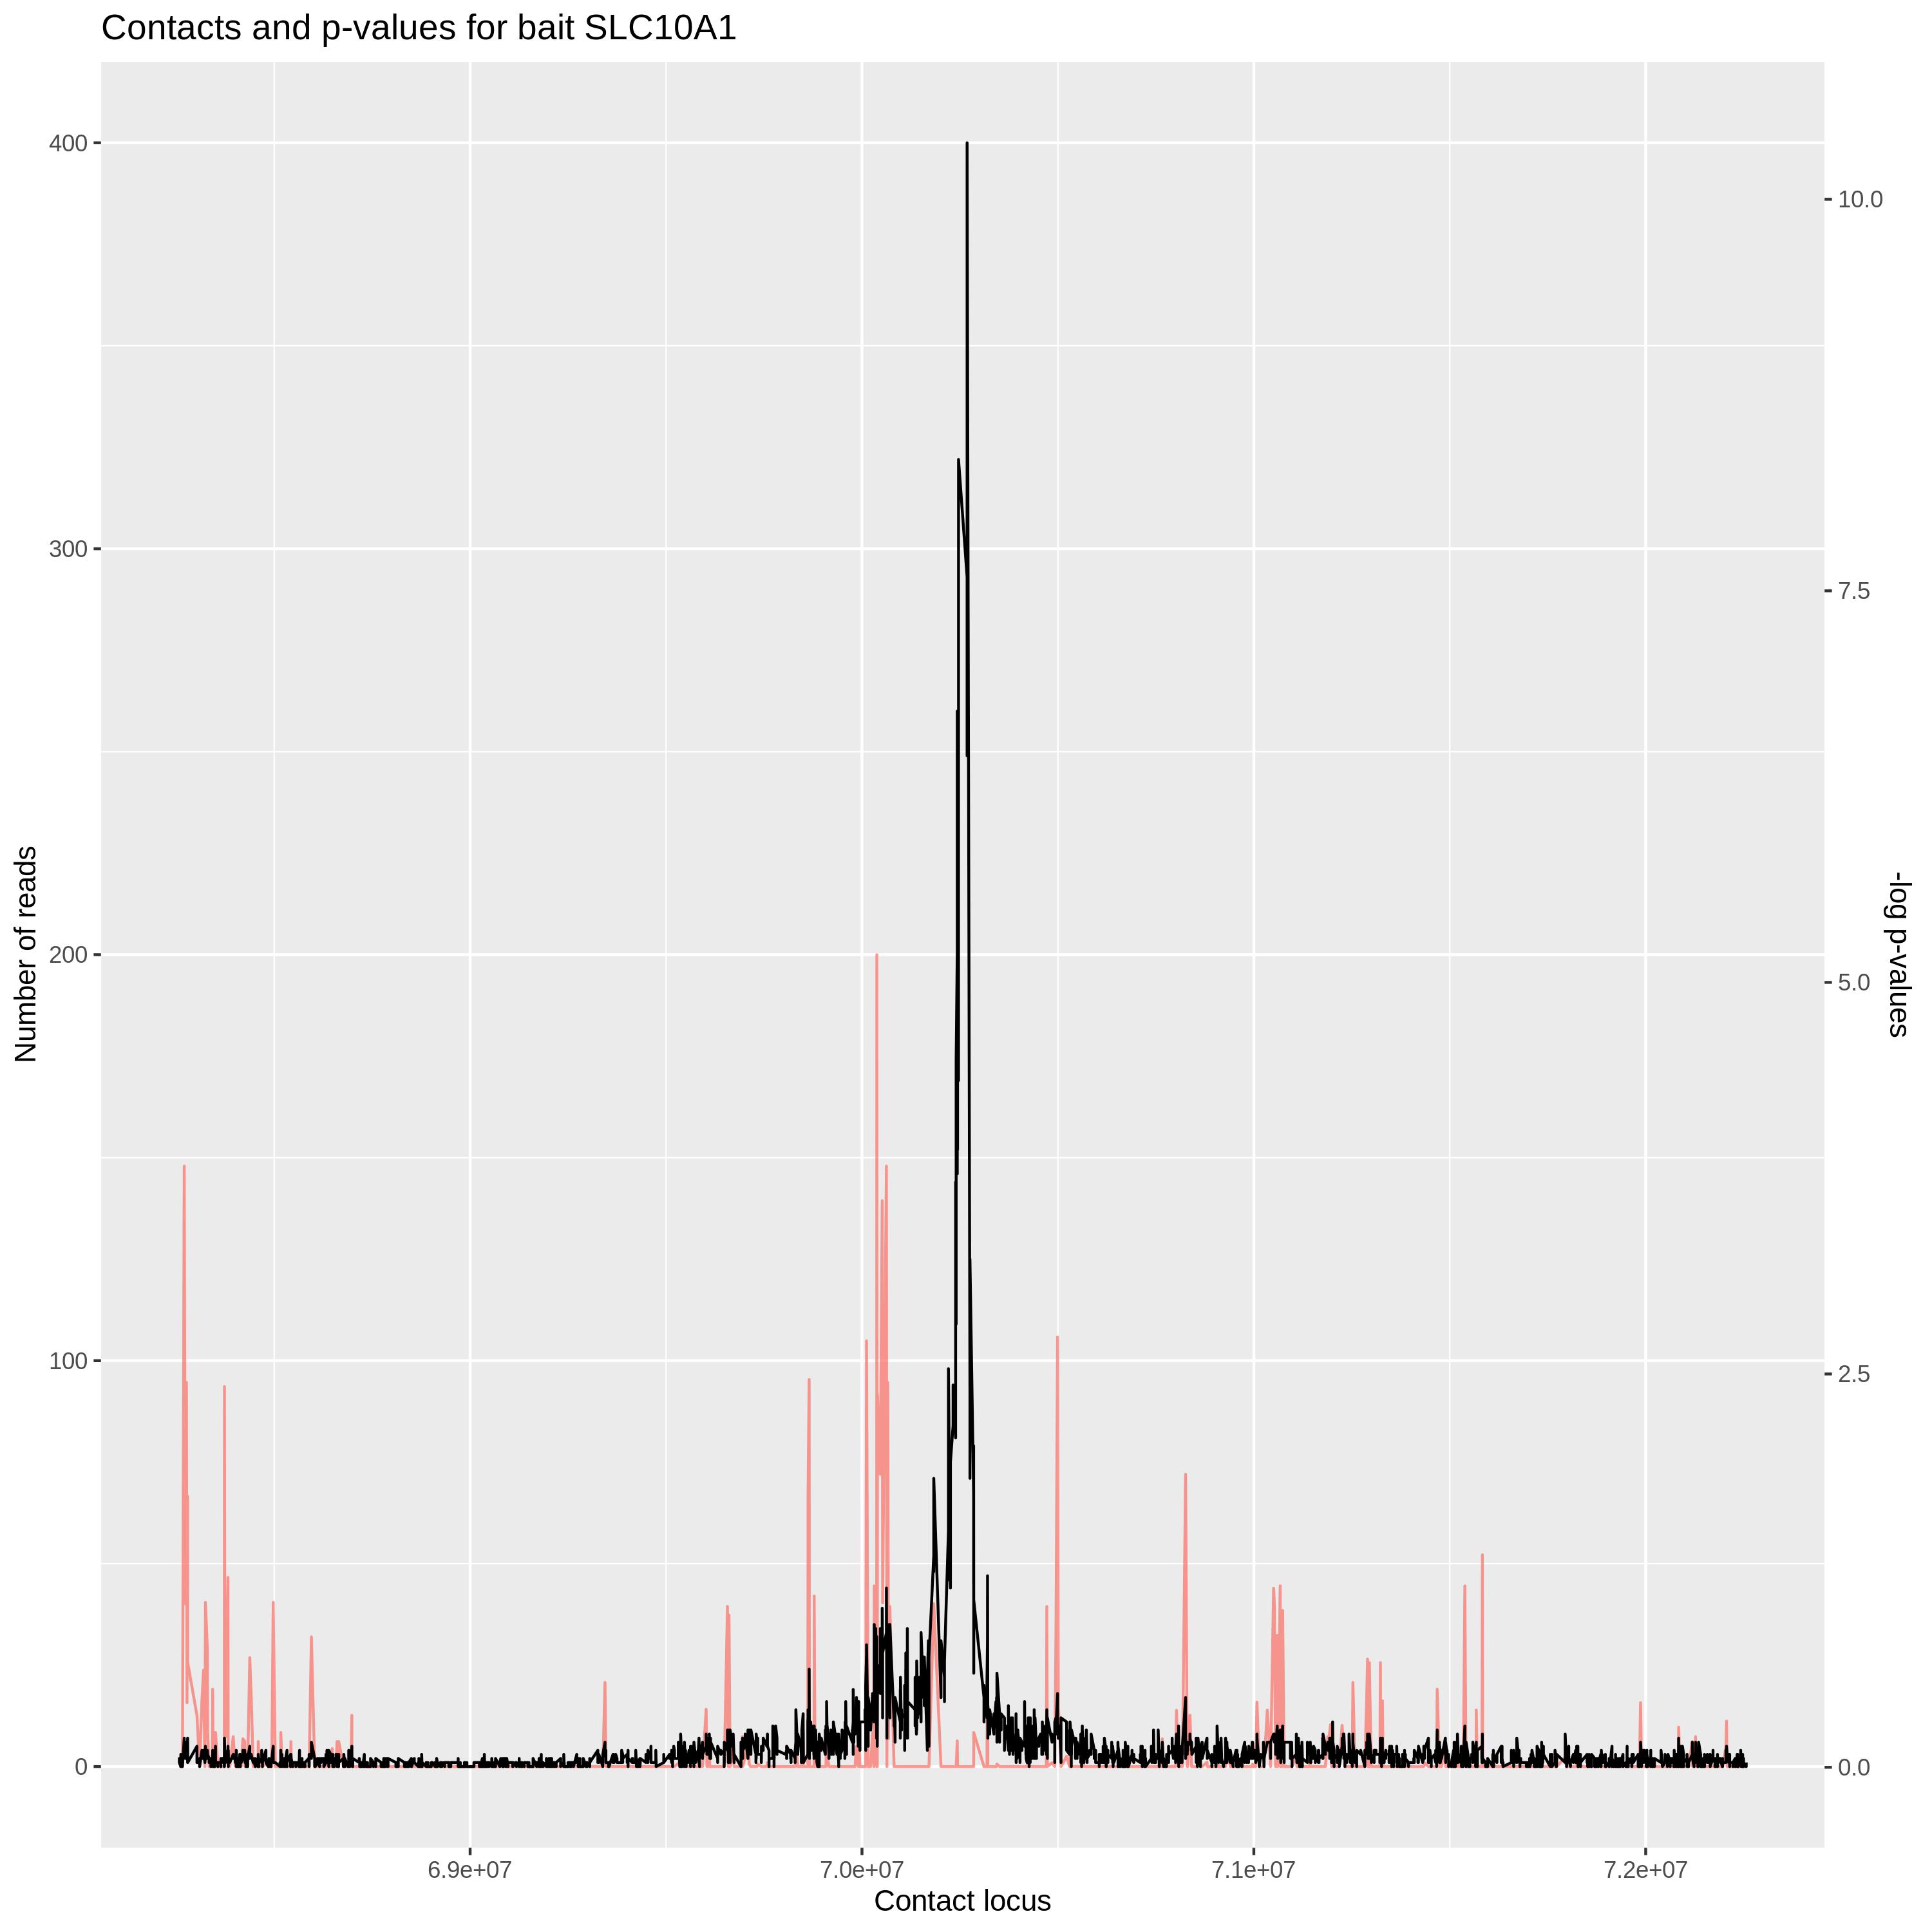 Contacts and p-values for bait SLC10A1
400
300
200
100
0
Number of reads
10.0
7.5
5.0
2.5
0.0
-log p-values
6.9e+07
7.0e+07
7.1e+07
7.2e+07
Contact locus